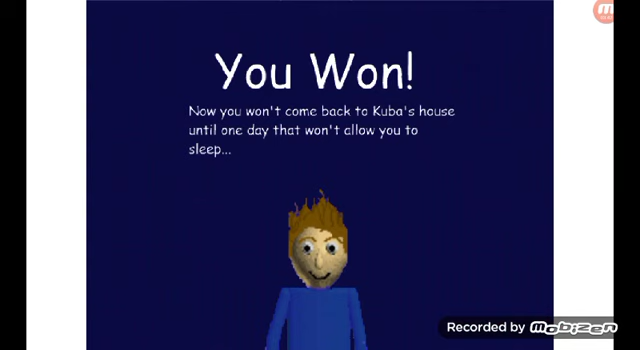 You Won!
Now you won't come back to Kuba's house
until one day that won't allow you to
sleep...
Recorded by mobizen